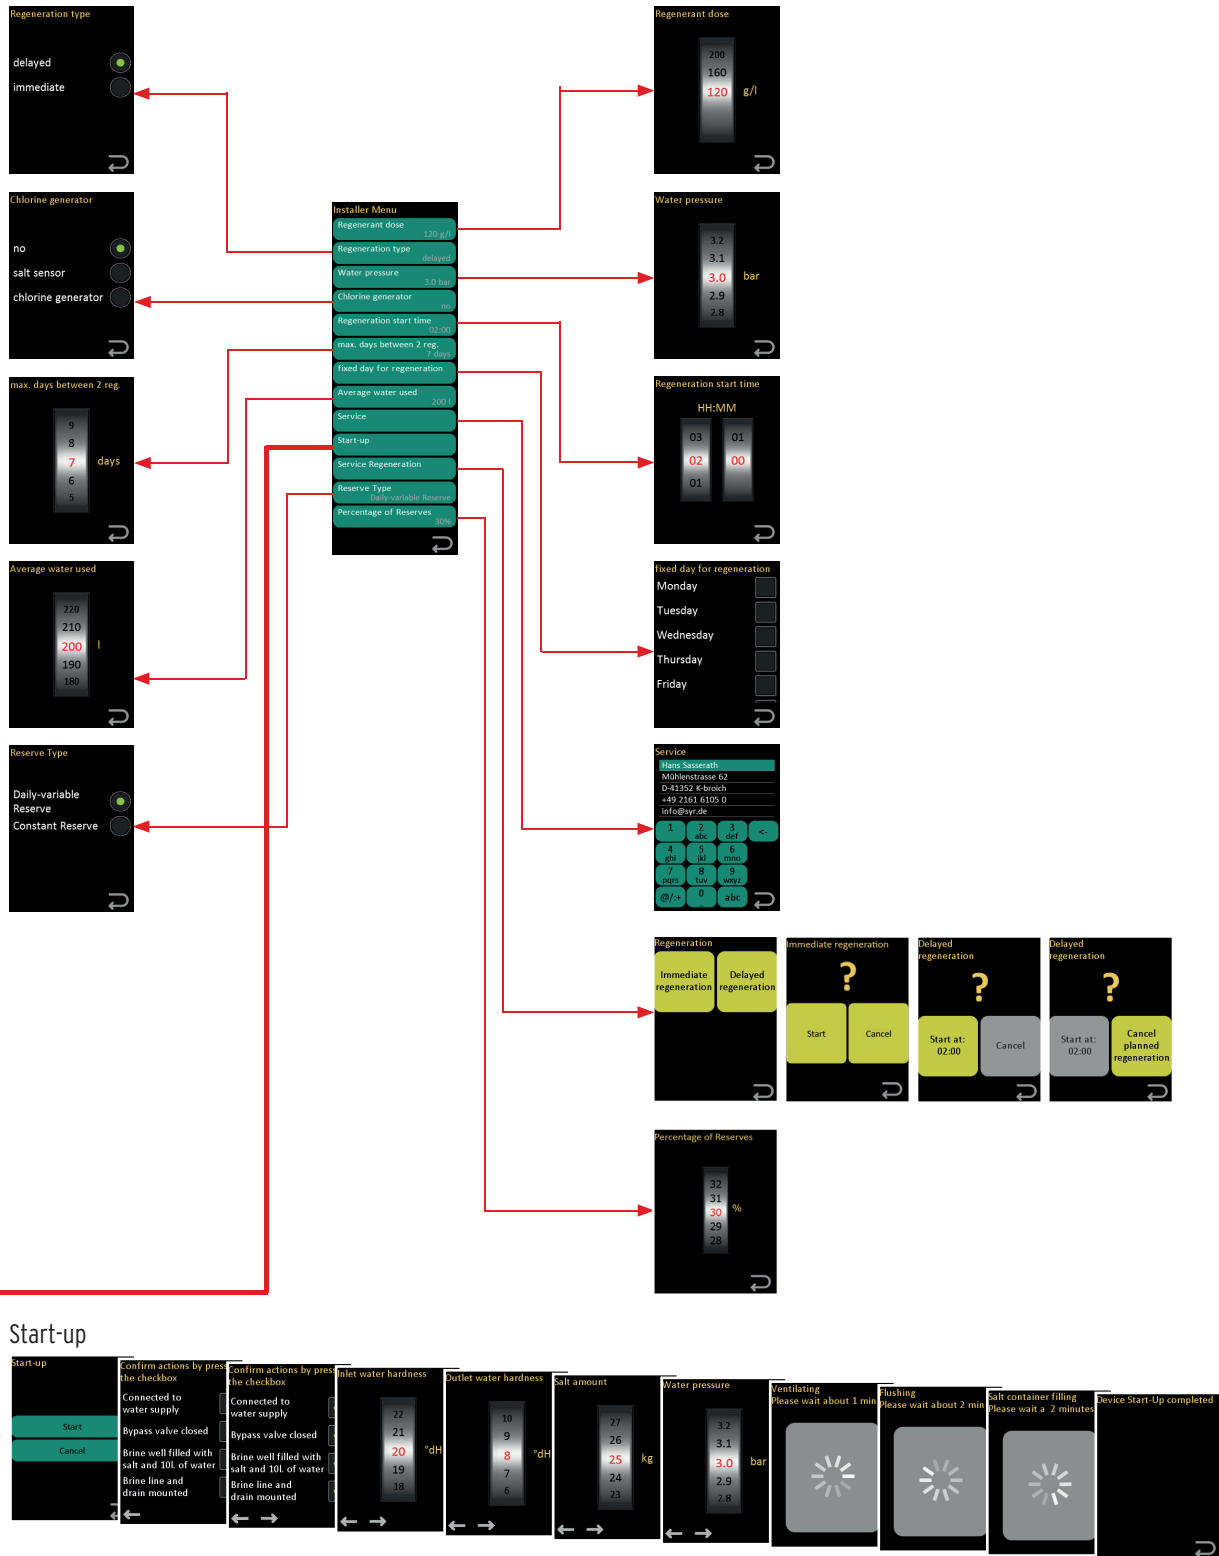 Regeneration type
delayed
immediate
Chlorine generator
no
salt sensor
chlorine generator
max. days between 2 reg.
9
8
7 days
6
5
Average water used
220
210
200 l
190
180
Reserve Type
Daily-variable
Reserve
Constant Reserve
Installer Menu
Regenerant dose
120 g/l
Regeneration type
delayed
Water pressure
3.0 bar
Chlorine generator
no
Regeneration start time
02:00
max. days between 2 reg.
7 days
fixed day for regeneration
Average water used
200 l
Service
Start-up
Service Regeneration
Reserve Type
Daily-variable Reserve
Percentage of Reserves
30%
Regenerant dose
200
160
120 g/l
Water pressure
3.2
3.1
3.0 bar
2.9
2.8
Regeneration start time
HH:MM
03 01
02 00
01
fixed day for regeneration
Monday
Tuesday
Wednesday
Thursday
Friday
Service
Hans Sasserath
Mühlenstrasse 62
D-41352 K-broich
+49 2161 6105 0
info@syr.de
1 2 3 <-
abc def
4 5 6
ghi jkl mno
7 8 9
pqrs tuv wxyz
@/:+ 0 abc
_
Regeneration
Immediate
regeneration
Delayed
regeneration
Immediate regeneration
?
Start Cancel
Delayed
regeneration
?
Start at:
02:00
Cancel
Delayed
regeneration
?
Start at:
02:00
Cancel
planned
regeneration
Percentage of Reserves
32
31
30 %
29
28
Start-up
Start-up
Start
Cancel
Confirm actions by press
the checkbox
Connected to
water supply
Bypass valve closed
Brine well filled with
salt and 10l. of water
Brine line and
drain mounted
Confirm actions by press
the checkbox
Connected to
water supply
Bypass valve closed
Brine well filled with
salt and 10l. of water
Brine line and
drain mounted
Inlet water hardness
22
21
20 °dH
19
18
Outlet water hardness
10
9
8 °dH
7
6
Salt amount
27
26
25 kg
24
23
Water pressure
3.2
3.1
3.0 bar
2.9
2.8
Ventilating
Please wait about 1 min
Flushing
Please wait about 2 min
Salt container filling
Please wait a 2 minutes
Device Start-Up completed